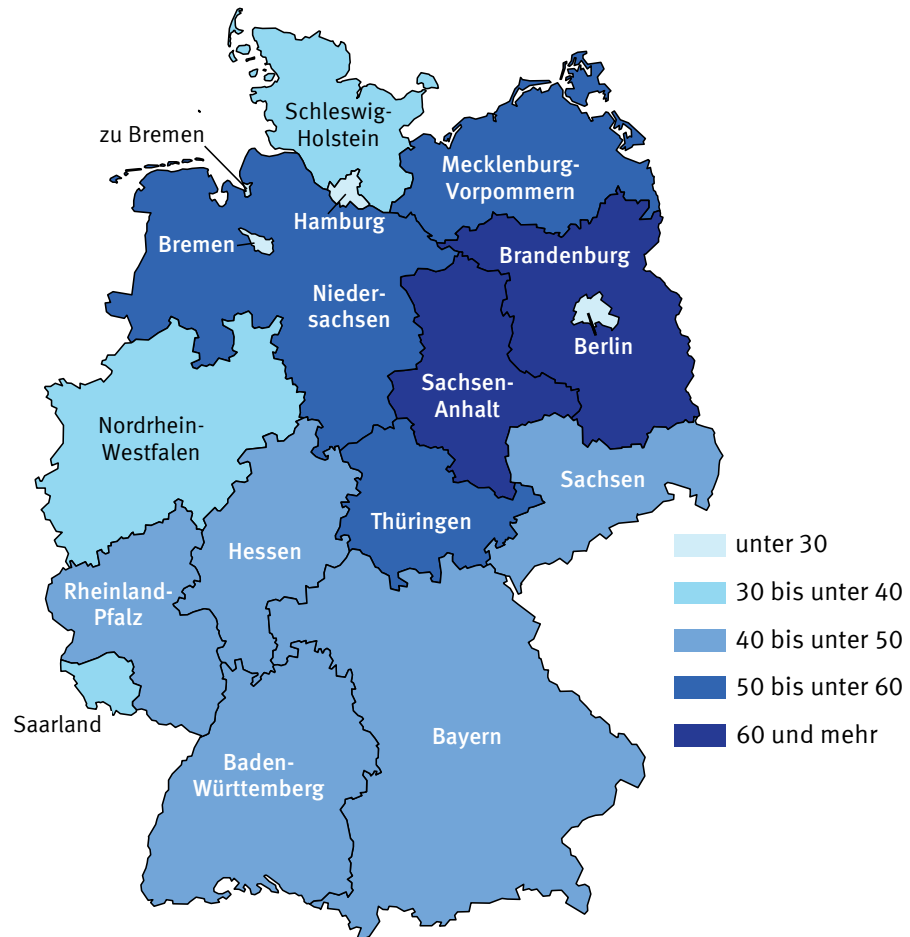 Schleswig-
Holstein
zu Bremen
Mecklenburg-
Vorpommern
Hamburg
Bremen
Brandenburg
Nieder-
sachsen
Berlin
Sachsen-
Anhalt
Nordrhein-
Westfalen
Sachsen
Thüringen
Hessen
Rheinland-
Pfalz
Saarland
Bayern
Baden-
Württemberg
unter 30
30 bis unter 40
40 bis unter 50
50 bis unter 60
60 und mehr